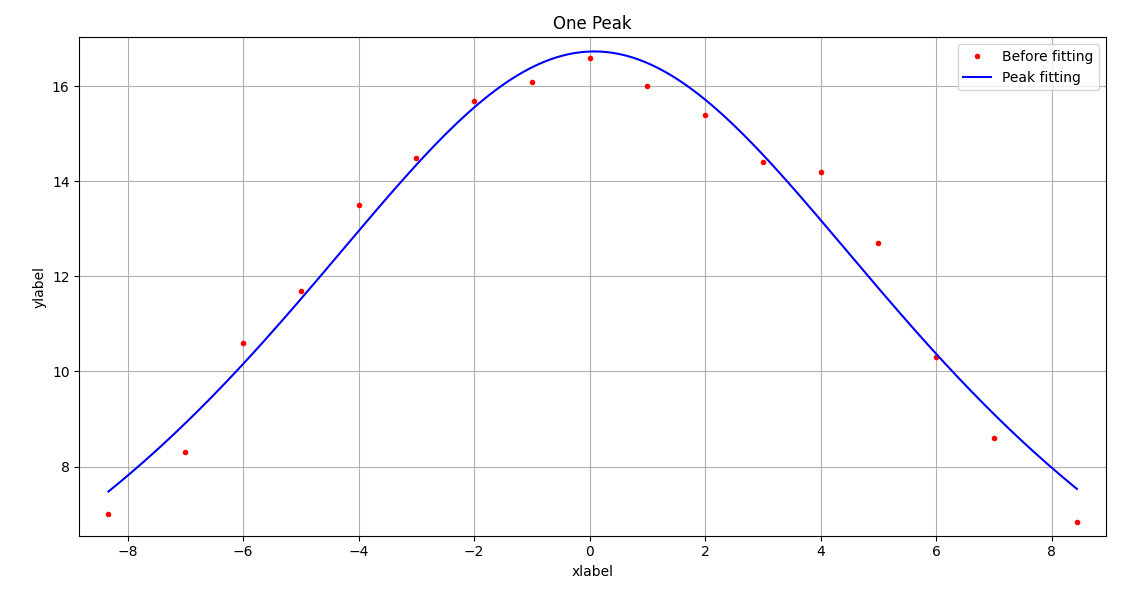 One Peak
Before fitting
Peak fitting
16
14
12
10
8
ylabel
−8 −6 −4 −2 0 2 4 6 8
xlabel